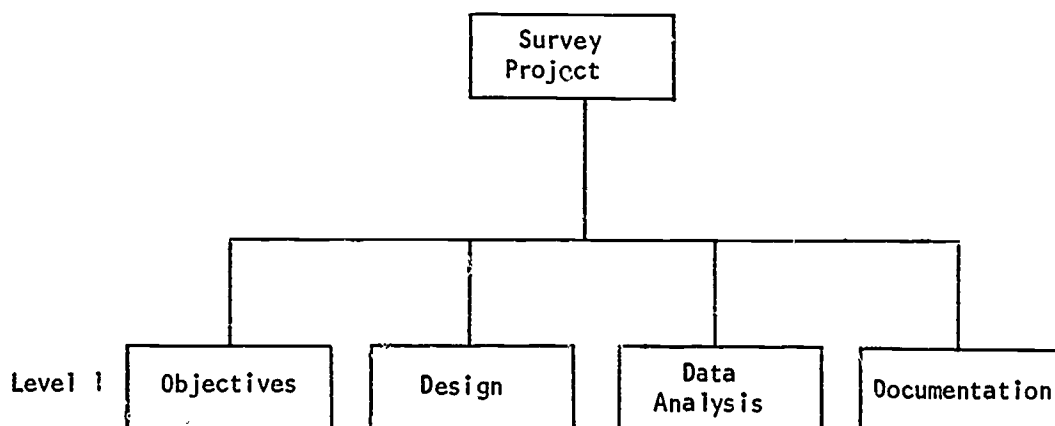 Survey
Project
Level 1
Objectives
Design
Data
Analysis
Documentation